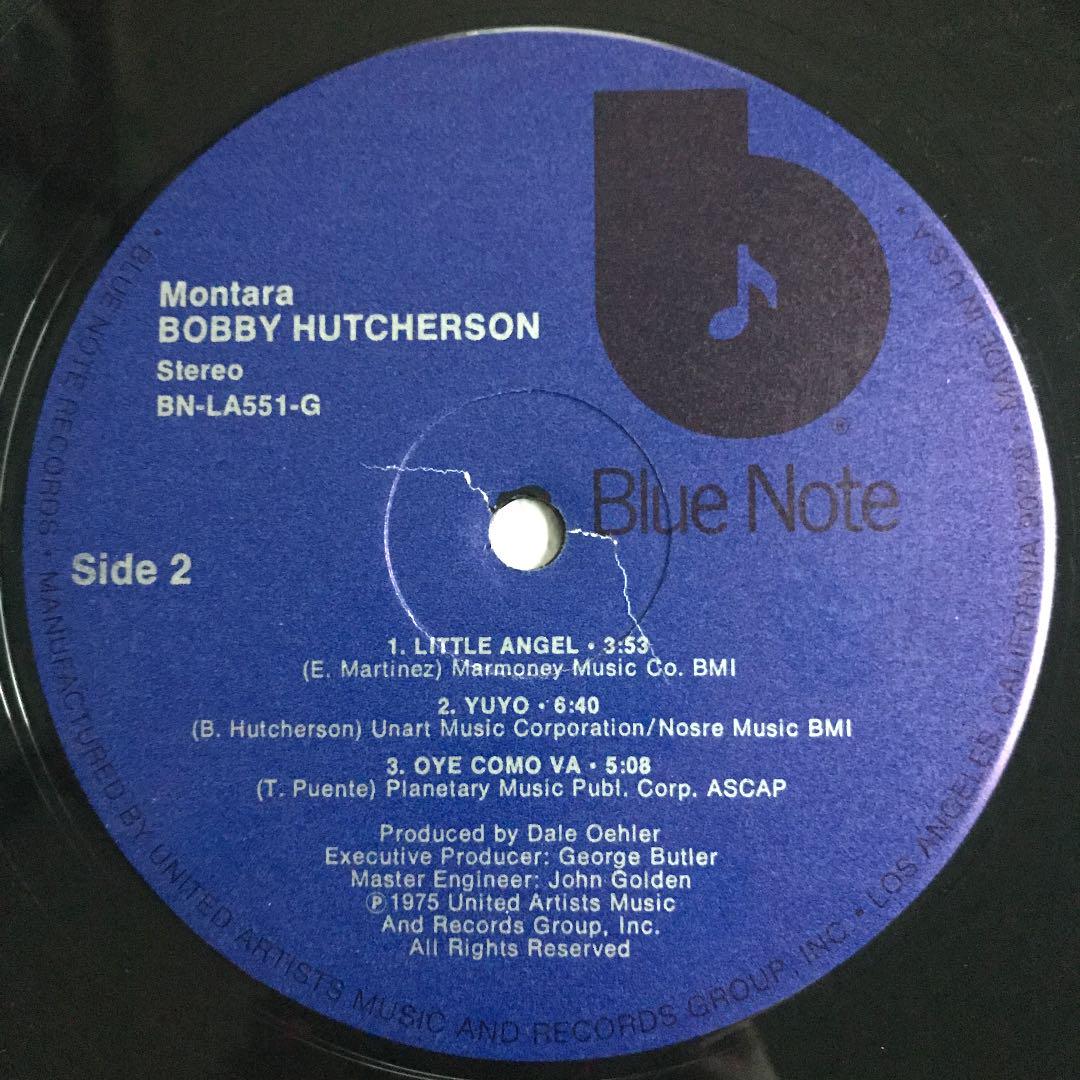 Montara
BOBBY HUTCHERSON
Stereo
BN-LA551-G
Blue Note
®
Side 2
1. LITTLE ANGEL • 3:53
(E. Martinez) Marmoney Music Co. BMI
2. YUYO • 6:40
(B. Hutcherson) Unart Music Corporation/Nosre Music BMI
3. OYE COMO VA • 5:08
(T. Puente) Planetary Music Publ. Corp. ASCAP
Produced by Dale Oehler
Executive Producer: George Butler
Master Engineer: John Golden
℗1975 United Artists Music
And Records Group, Inc.
All Rights Reserved
• BLUE NOTE RECORDS • MANUFACTURED BY UNITED ARTISTS MUSIC AND RECORDS GROUP, INC • LOS ANGELES, CALIFORNIA 90028 • MADE IN U.S.A •